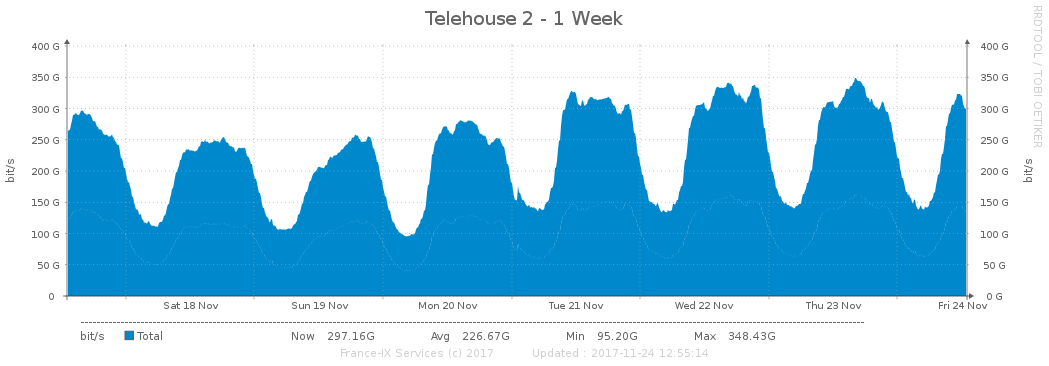 Telehouse 2 - 1 Week
RRDTOOL / TOBI OETIKER
400 G 400 G
350 G 350 G
300 G 300 G
250 G 250 G
200 G 200 G
150 G 150 G
100 G 100 G
50 G 50 G
0 0 G
bit/s
bit/s
Sat 18 Nov Sun 19 Nov Mon 20 Nov Tue 21 Nov Wed 22 Nov Thu 23 Nov Fri 24 Nov
bit/s Total Now 297.16G Avg 226.67G Min 95.20G Max 348.43G
France-IX Services (c) 2017 Updated : 2017-11-24 12:55:14